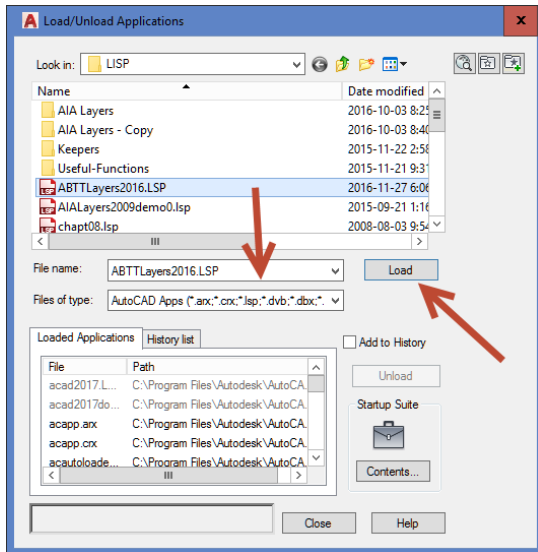 Load/Unload Applications
Look in: LISP
Name Date modified
AIA Layers 2016-10-03 8:25
AIA Layers - Copy 2016-10-03 8:40
Keepers 2015-11-22 2:58
Useful-Functions 2015-11-21 9:31
ABTTLayers2016.LSP 2016-11-27 6:06
AIALayers2009demo0.lsp 2015-09-21 1:16
chapt08.lsp 2008-08-03 9:54
File name: ABTTLayers2016.LSP Load
Files of type: AutoCAD Apps (*.arx;*.crx;*.lsp;*.dvb;*.dbx;*.
Loaded Applications History list Add to History
File Path
Unload
acad2017.L... C:\Program Files\Autodesk\AutoCA.
acad2017do... C:\Program Files\Autodesk\AutoCA.
Startup Suite
acapp.arx C:\Program Files\Autodesk\AutoCA.
acapp.crx C:\Program Files\Autodesk\AutoCA.
acautoloade... C:\Program Files\Autodesk\AutoCA.
Contents...
Close Help